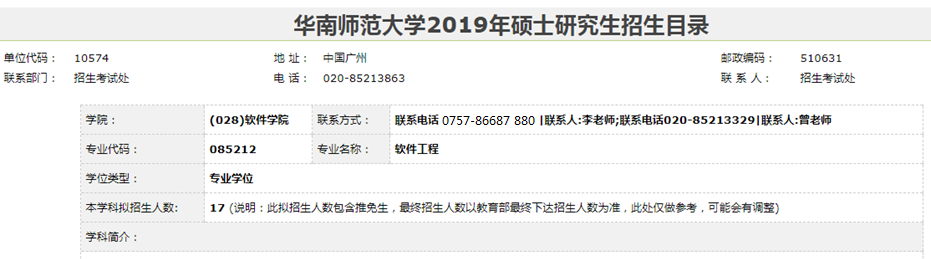 华南师范大学2019年硕士研究生招生目录
单位代码： 10574 地 址： 中国广州 邮政编码： 510631
联系部门： 招生考试处 电 话： 020-85213863 联 系 人： 招生考试处
学院： (028)软件学院 联系方式： 联系电话 0757-86687 880 |联系人:李老师;联系电话020-85213329|联系人:曾老师
专业代码： 085212 专业名称： 软件工程
学位类型： 专业学位
本学科拟招生人数: 17 (说明：此拟招生人数包含推免生，最终招生人数以教育部最终下达招生人数为准，此处仅做参考，可能会有调整)
学科简介：